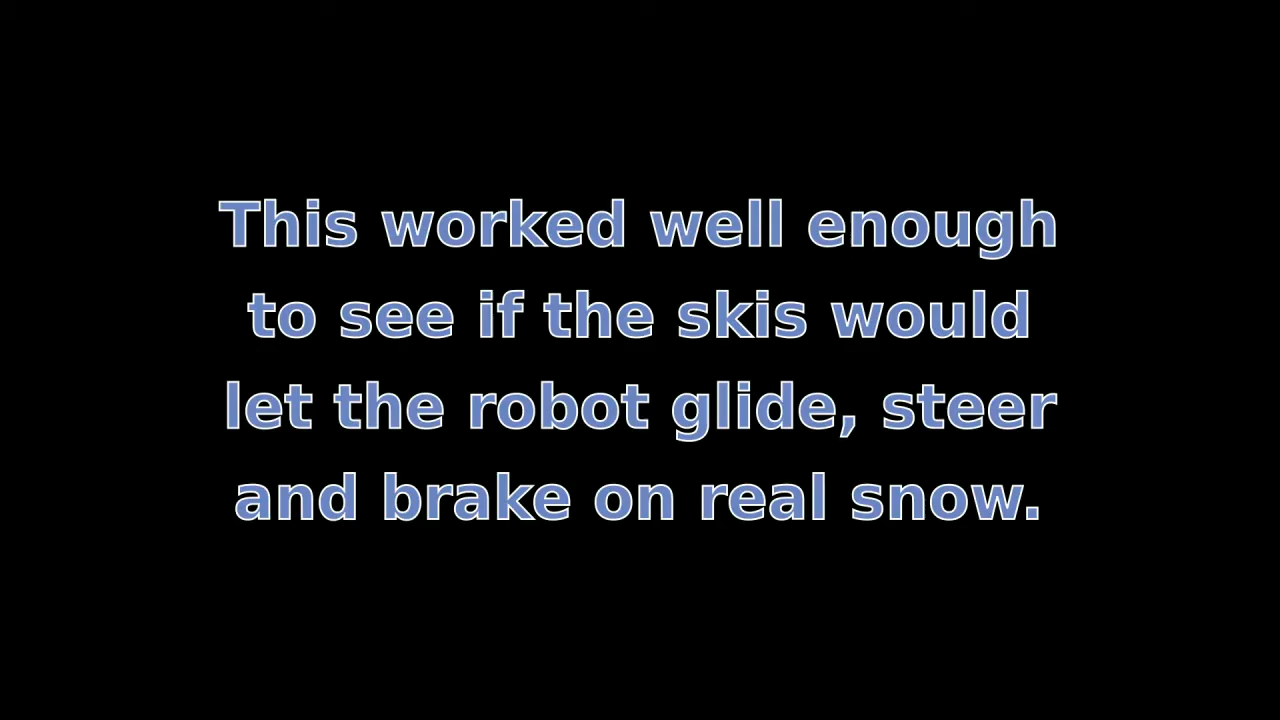 This worked well enough
to see if the skis would
let the robot glide, steer
and brake on real snow.